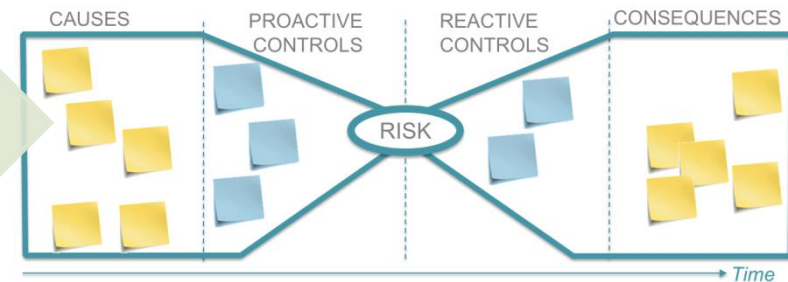 CAUSES
PROACTIVE
CONTROLS
REACTIVE
CONTROLS
CONSEQUENCES
RISK
Time